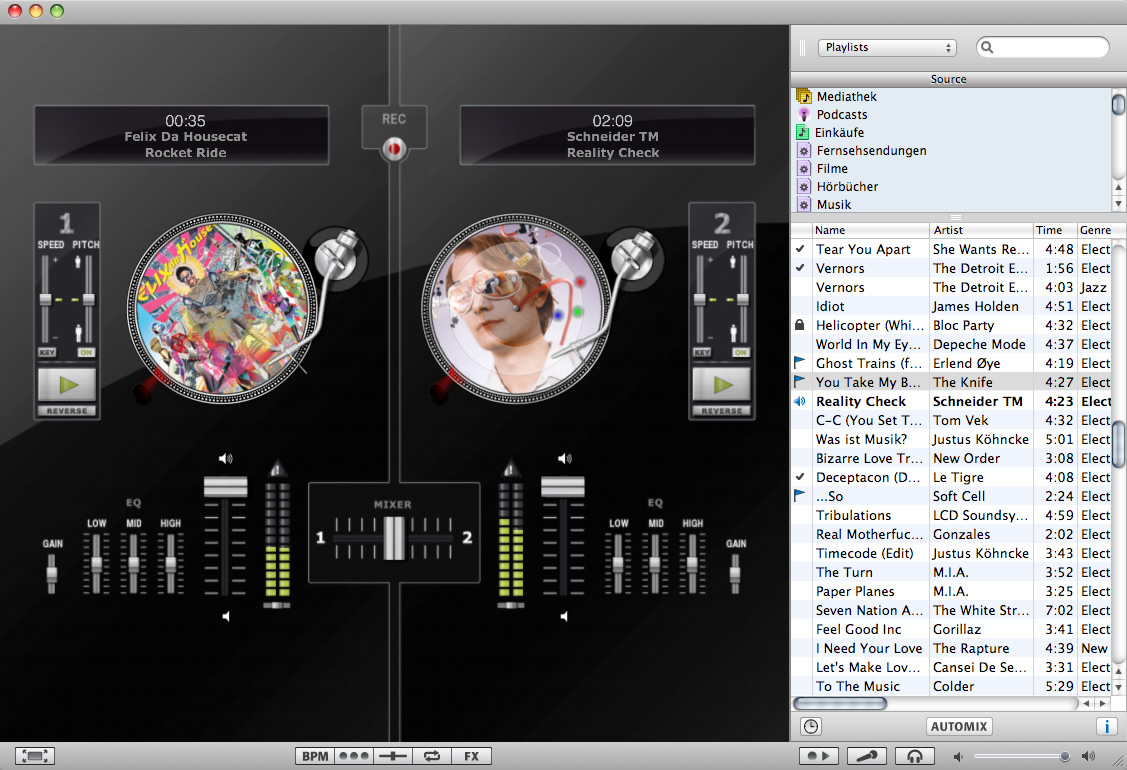 Playlists
Source
Mediathek
Podcasts
Einkäufe
Fernsehsendungen
Filme
Hörbücher
Musik
00:35
Felix Da Housecat
Rocket Ride
REC
02:09
Schneider TM
Reality Check
1
SPEED PITCH
+
-
KEY ON
REVERSE
2
SPEED PITCH
+
-
KEY ON
REVERSE
EQ
LOW MID HIGH
GAIN
MIXER
1 2
EQ
LOW MID HIGH
GAIN
Name Artist Time Genre
Tear You Apart She Wants Re... 4:48 Elect
Vernors The Detroit E... 1:56 Elect
Vernors The Detroit E... 4:03 Jazz
Idiot James Holden 4:51 Elect
Helicopter (Whi... Bloc Party 4:32 Elect
World In My Ey... Depeche Mode 4:37 Elect
Ghost Trains (f... Erlend Øye 4:19 Elect
You Take My B... The Knife 4:27 Elect
Reality Check Schneider TM 4:23 Elect
C-C (You Set T... Tom Vek 4:32 Elect
Was ist Musik? Justus Köhncke 5:01 Elect
Bizarre Love Tr... New Order 3:08 Elect
Deceptacon (D... Le Tigre 4:08 Elect
...So Soft Cell 2:24 Elect
Tribulations LCD Soundsy... 4:59 Elect
Real Motherfuc... Gonzales 2:02 Elect
Timecode (Edit) Justus Köhncke 3:43 Elect
The Turn M.I.A. 3:52 Elect
Paper Planes M.I.A. 3:25 Elect
Seven Nation A... The White Str... 7:02 Elect
Feel Good Inc Gorillaz 3:41 Elect
I Need Your Love The Rapture 4:39 New
Let's Make Lov... Cansei De Se... 3:31 Elect
To The Music Colder 5:29 Elect
AUTOMIX
i
BPM
FX